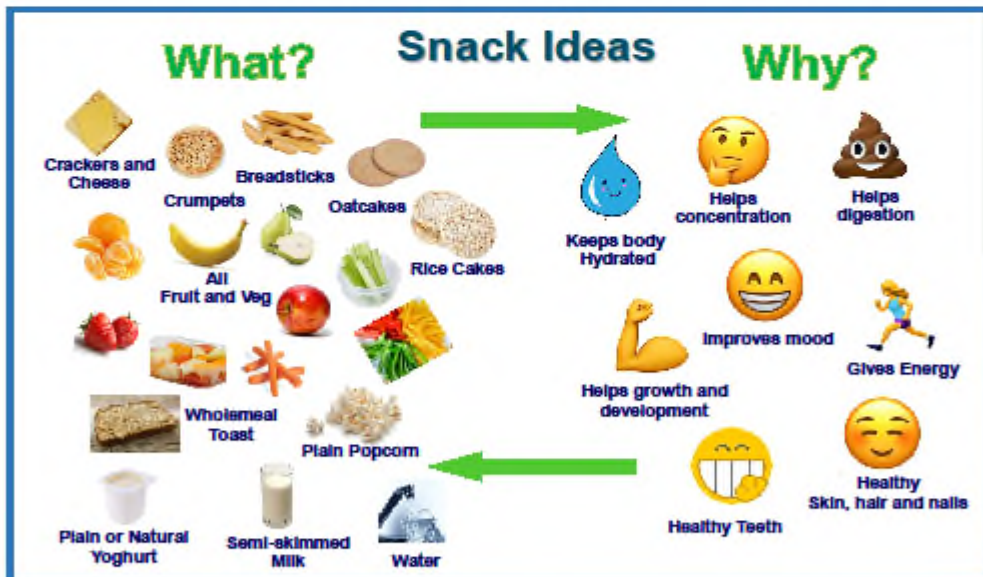 Snack Ideas
What?
Why?
Crackers and
Cheese
Crumpets
Breadsticks
Oatcakes
Rice Cakes
All
Fruit and Veg
Wholemeal
Toast
Plain Popcorn
Plain or Natural
Yoghurt
Semi-skimmed
Milk
Water
Keeps body
Hydrated
Helps
concentration
Helps
digestion
Improves mood
Gives Energy
Helps growth and
development
Healthy Teeth
Healthy
Skin, hair and nails